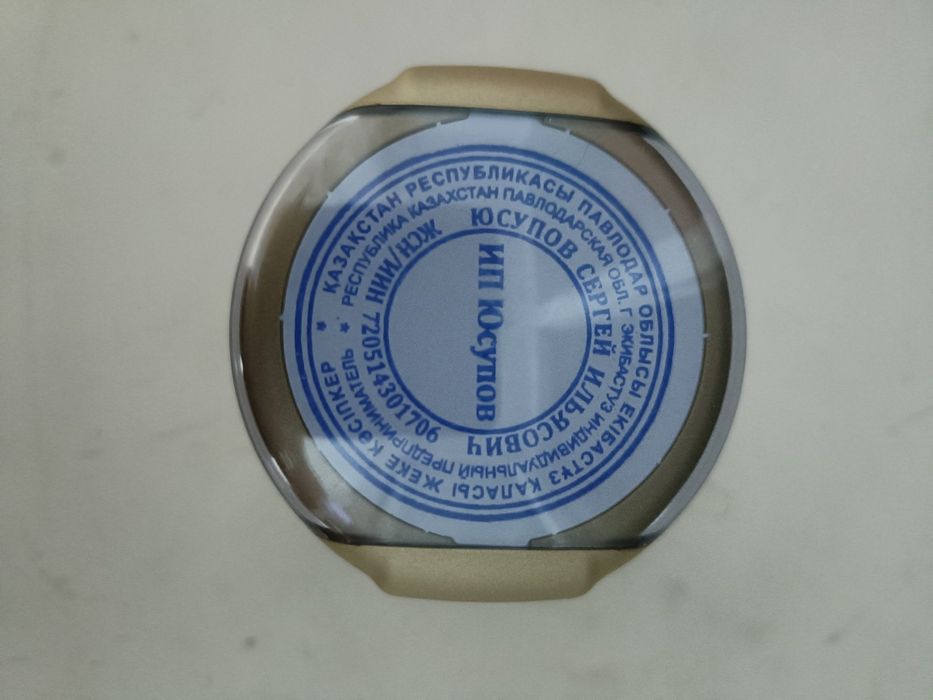 ҚАЗАҚСТАН РЕСПУБЛИКАСЫ ПАВЛОДАР ОБЛЫСЫ ЕКІБАСТҰЗ ҚАЛАСЫ ЖЕКЕ КӘСІПКЕР
РЕСПУБЛИКА КАЗАХСТАН ПАВЛОДАРСКАЯ ОБЛ. Г ЭКИБАСТУЗ ИНДИВИДУАЛЬНЫЙ ПРЕДПРИНИМАТЕЛЬ
ЮСУПОВ СЕРГЕЙ ИЛЬЯСОВИЧ
ЖСН/ИИН 720514301706
ИП Юсупов